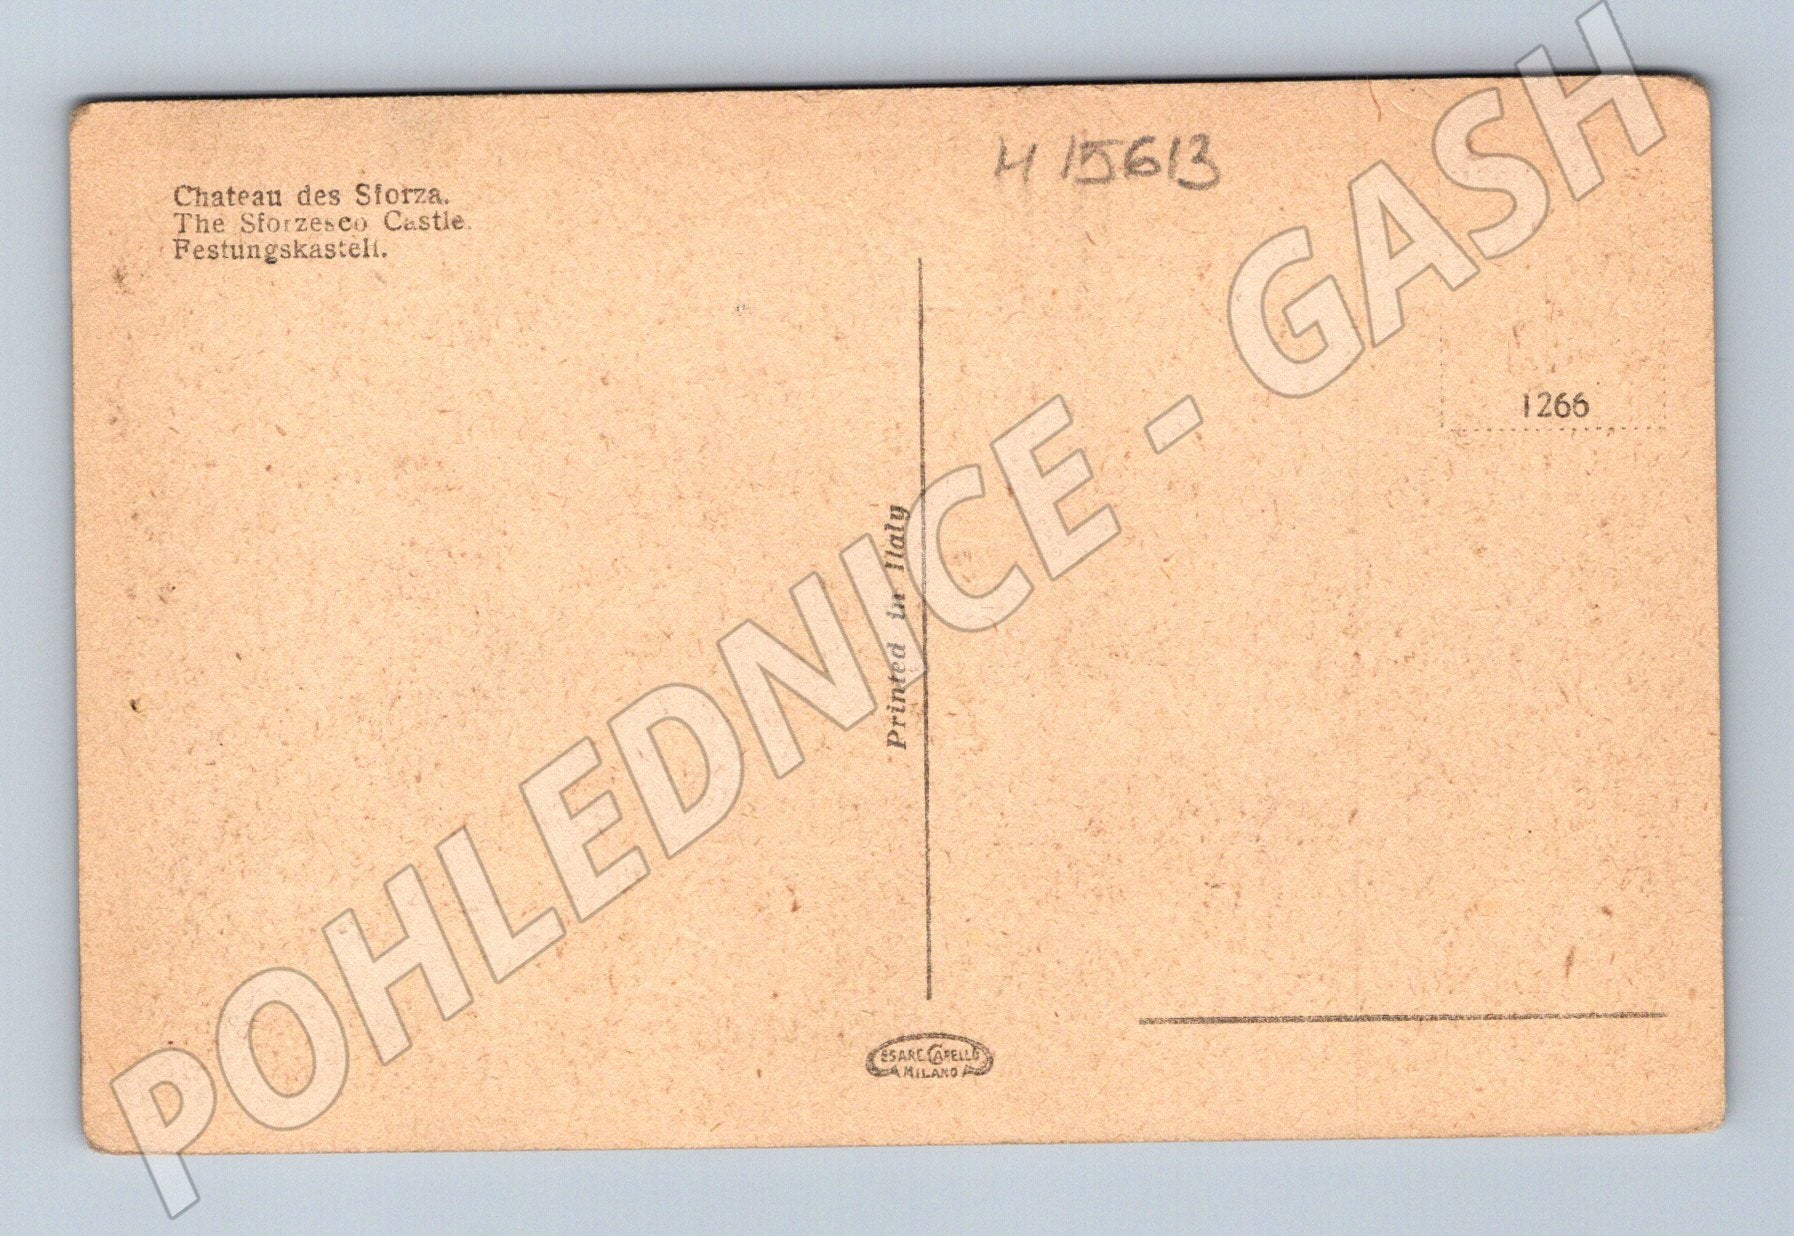 Chateau des Sforza.
The Sforzesco Castle.
Festungskastell.
H 15613
1266
Printed in Italy
CESARE CAPELLO
MILANO
POHLEDNICE - GASH